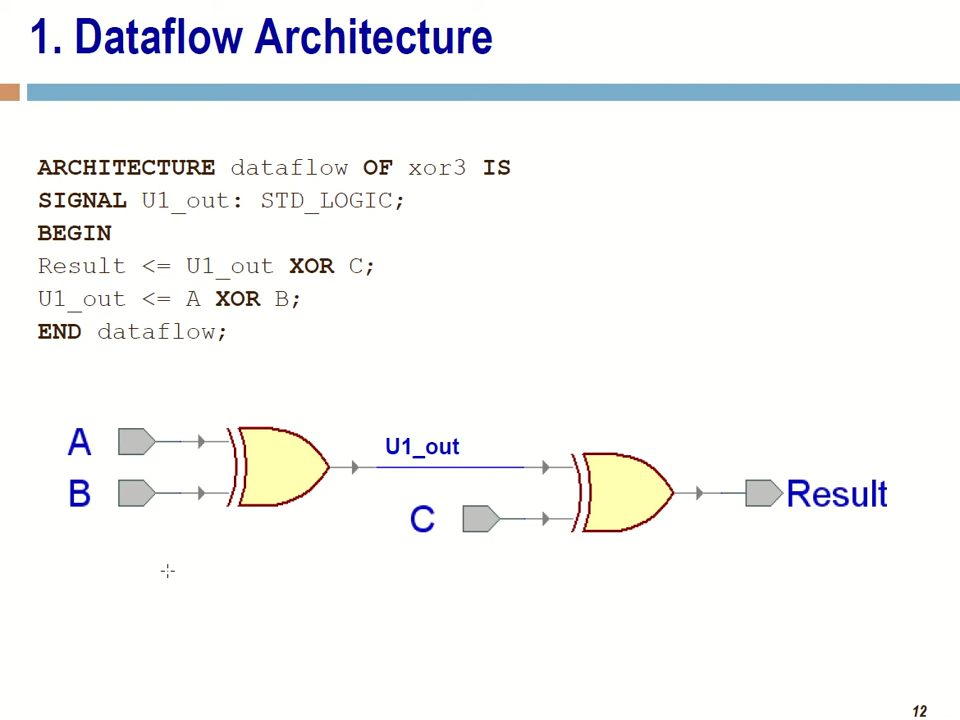 1. Dataflow Architecture
ARCHITECTURE dataflow OF xor3 IS
SIGNAL U1_out: STD_LOGIC;
BEGIN
Result <= U1_out XOR C;
U1_out <= A XOR B;
END dataflow;
A
U1_out
B
C
Result
12